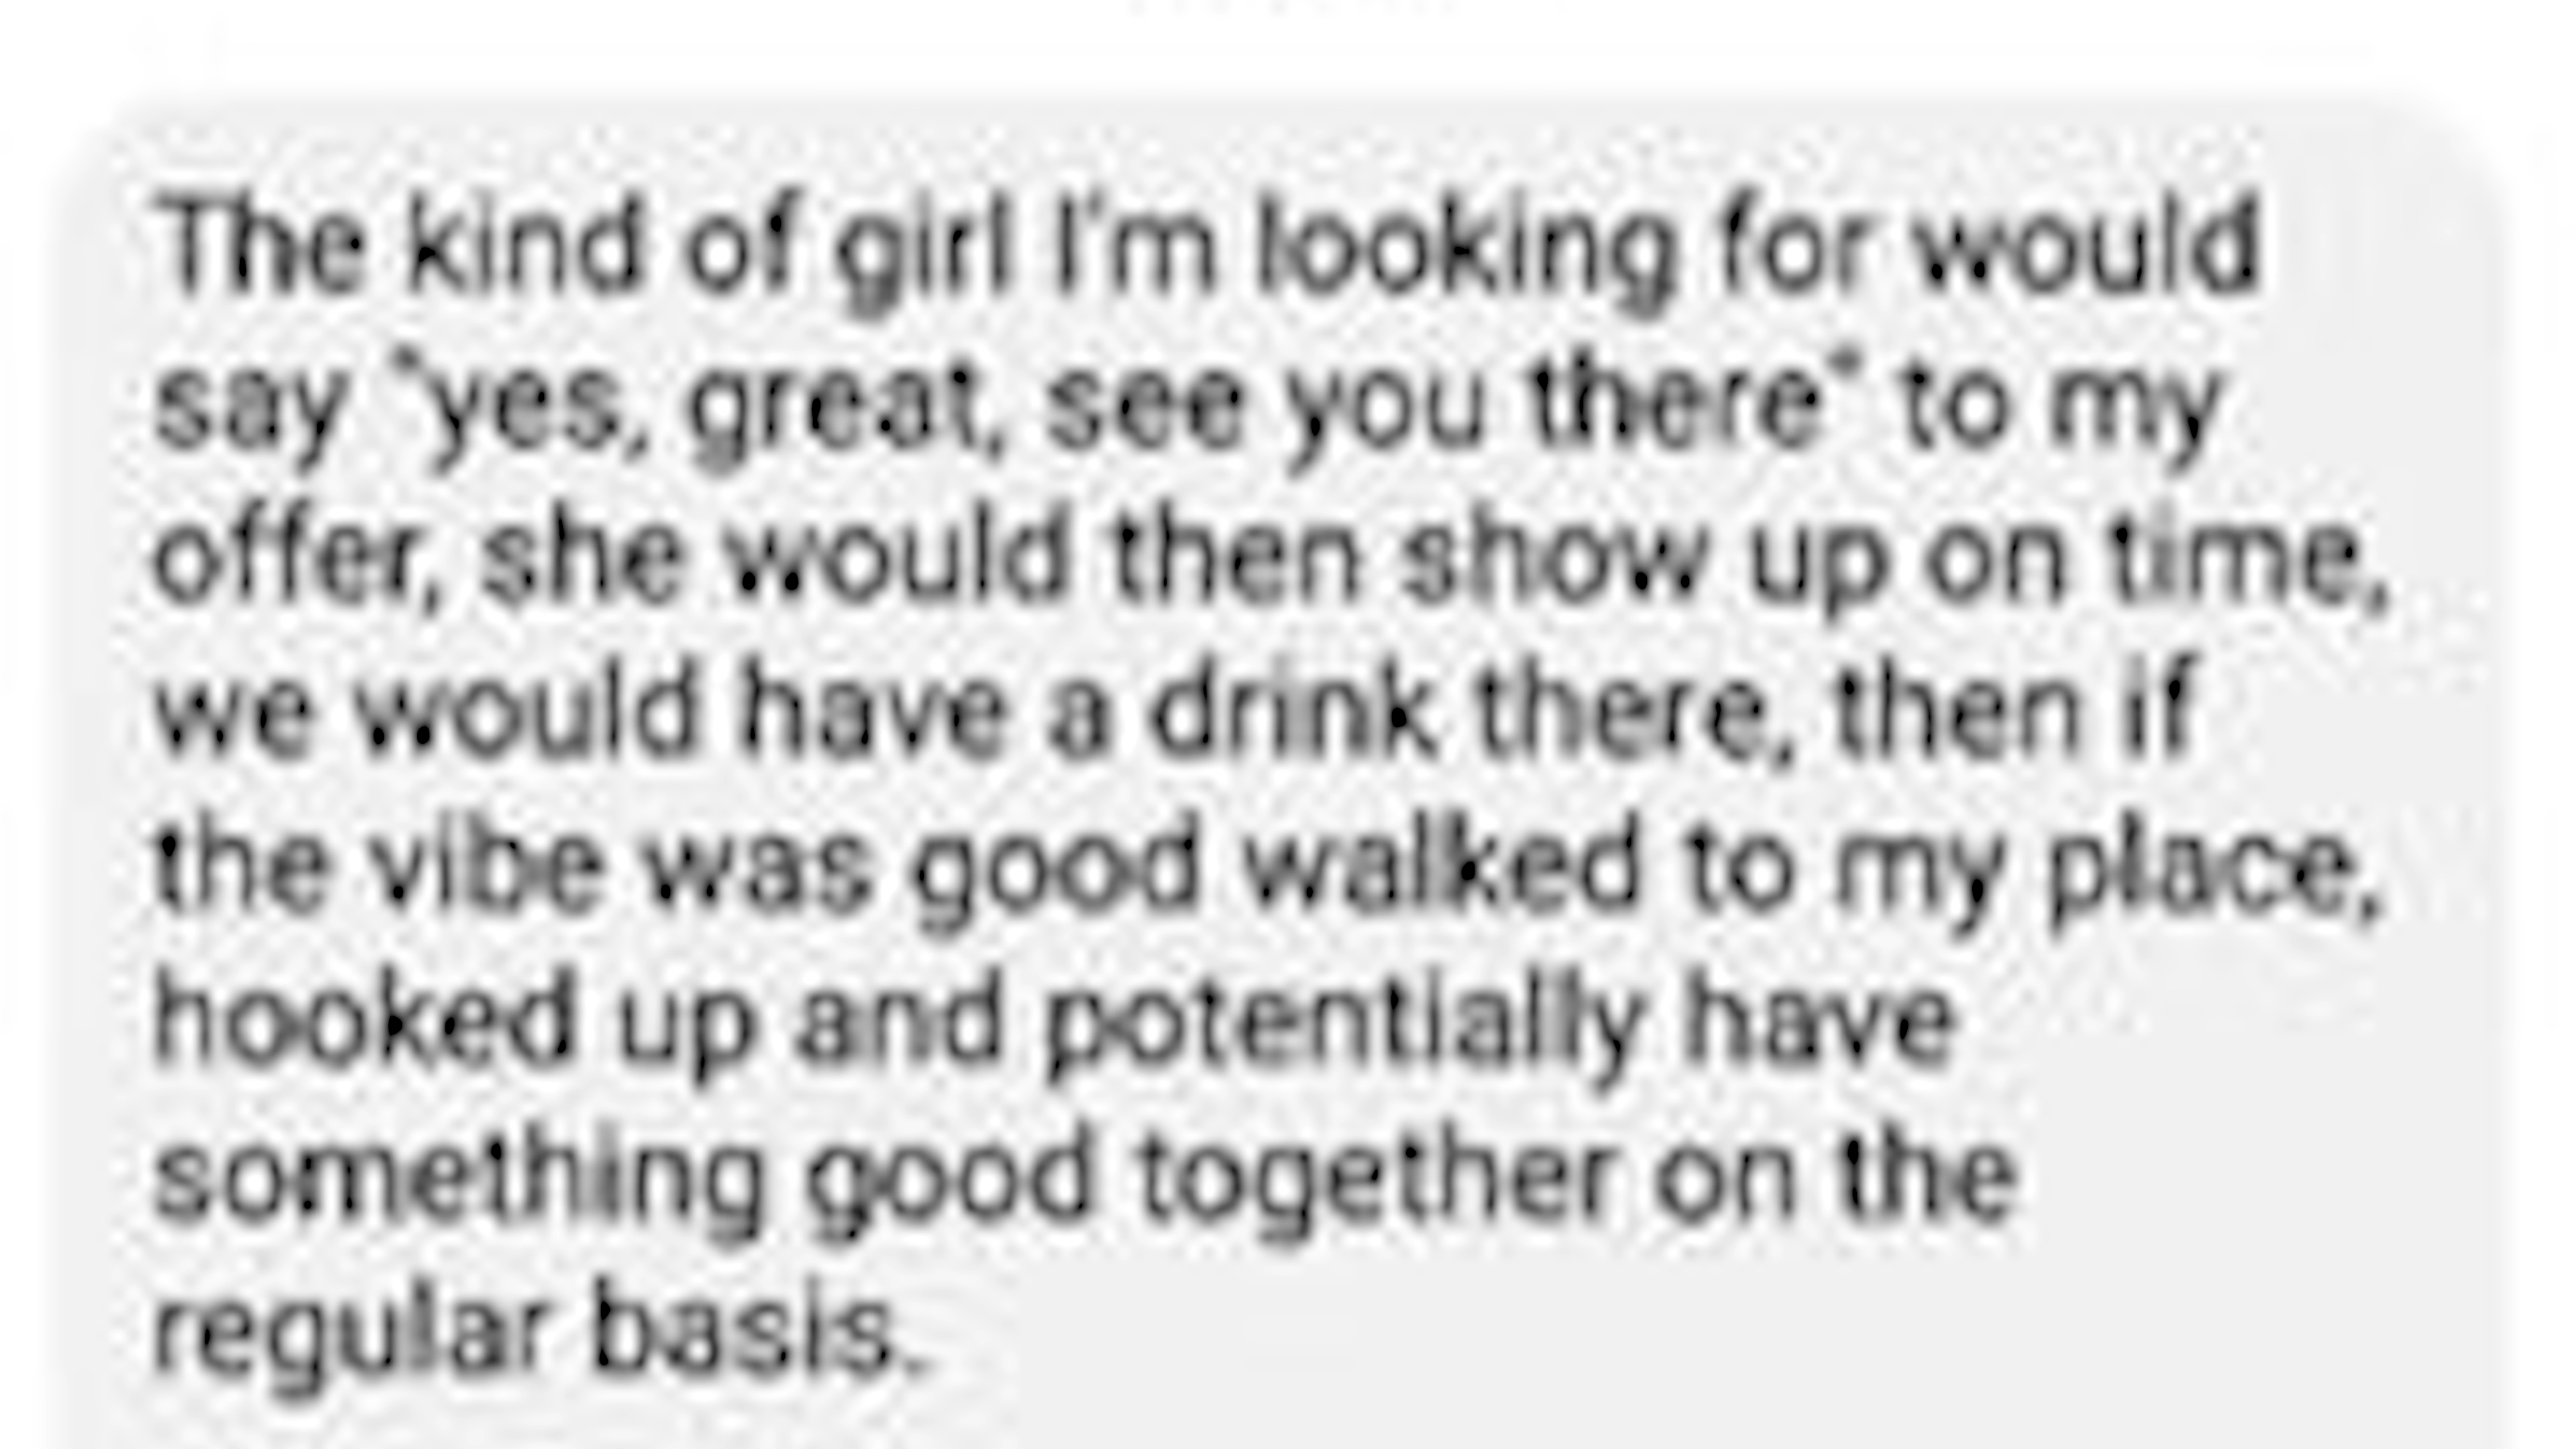 The kind of girl I'm looking for would
say "yes, great, see you there" to my
offer, she would then show up on time,
we would have a drink there, then if
the vibe was good walked to my place,
hooked up and potentially have
something good together on the
regular basis.